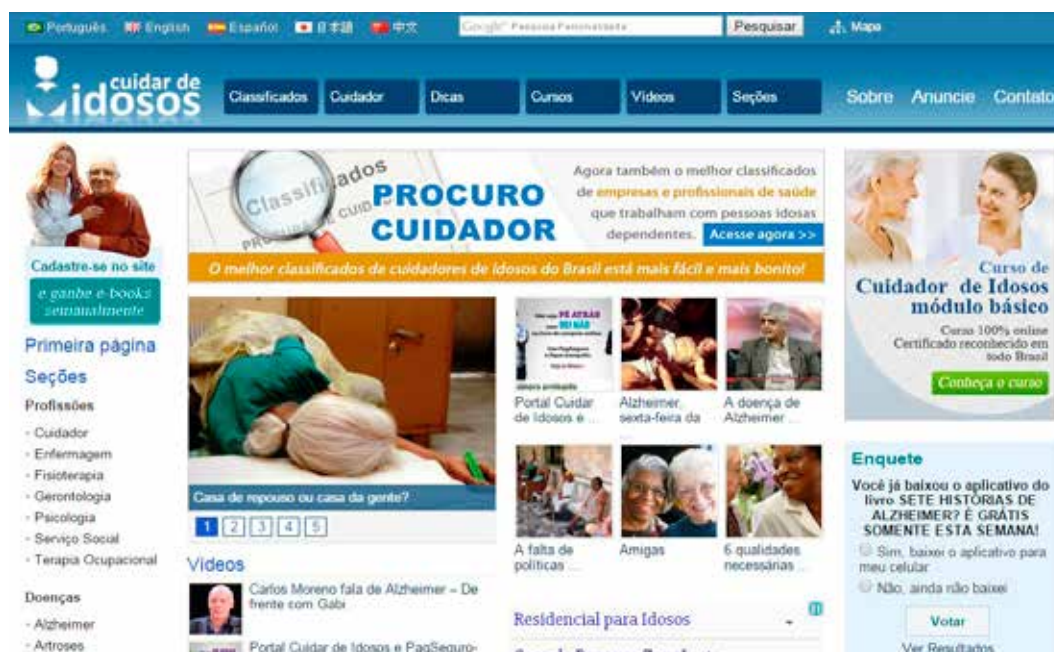 Português
English
Español
日本語
中文
Google™
Pesquisar
Mapa
cuidar de
idosos
Classificados
Cuidador
Dicas
Cursos
Vídeos
Seções
Sobre
Anuncie
Contato
Cadastre-se no site
e ganhe e-books
semanalmente
Primeira página
Seções
Profissões
- Cuidador
- Enfermagem
- Fisioterapia
- Gerontologia
- Psicologia
- Serviço Social
- Terapia Ocupacional
Doenças
- Alzheimer
- Artroses
Classificados
PROCURO
CUIDADOR
Agora também o melhor classificados
de empresas e profissionais de saúde
que trabalham com pessoas idosas
dependentes. Acesse agora >>
O melhor classificados de cuidadores de idosos do Brasil está mais fácil e mais bonito!
Casa de repouso ou casa da gente?
1 2 3 4 5
Vídeos
Carlos Moreno fala de Alzheimer – De
frente com Gabi
Portal Cuidar de Idosos e PagSeguro-
PÉ ATRÁS
Portal Cuidar
de Idosos e ...
Alzheimer,
sexta-feira da
...
A doença de
Alzheimer ...
A falta de
políticas ...
Amigas
6 qualidades
necessárias ...
Residencial para Idosos
Curso de
Cuidador de Idosos
módulo básico
Curso 100% online
Certificado reconhecido em
todo Brasil
Conheça o curso
Enquete
Você já baixou o aplicativo do
livro SETE HISTÓRIAS DE
ALZHEIMER? É GRÁTIS
SOMENTE ESTA SEMANA!
Sim, baixei o aplicativo para
meu celular
Não, ainda não baixei
Votar
Ver Resultados